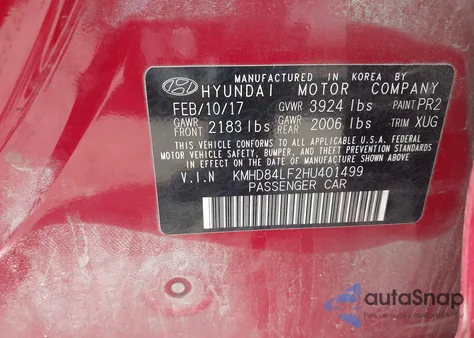 MANUFACTURED IN KOREA BY
HYUNDAI MOTOR COMPANY
FEB/10/17 GVWR 3924 lbs PAINT PR2
GAWR FRONT 2183 lbs GAWR REAR 2006 lbs TRIM XUG
THIS VEHICLE CONFORMS TO ALL APPLICABLE
FEDERAL MOTOR VEHICLE SAFETY, BUMPER,
AND THEFT PREVENTION STANDARDS IN EFFECT
ON THE DATE OF MANUFACTURE SHOWN ABOVE.
V.I.N KMHD84LF2HU401499
PASSENGER CAR
autoSnap